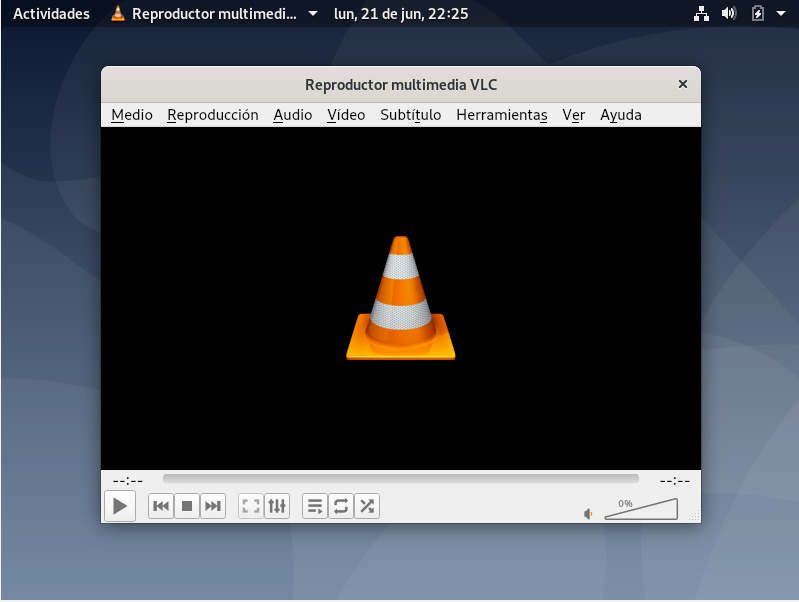 Actividades Reproductor multimedi... lun, 21 de jun, 22:25
Reproductor multimedia VLC
Medio Reproducción Audio Vídeo Subtítulo Herramientas Ver Ayuda
--:-- --:--
0%